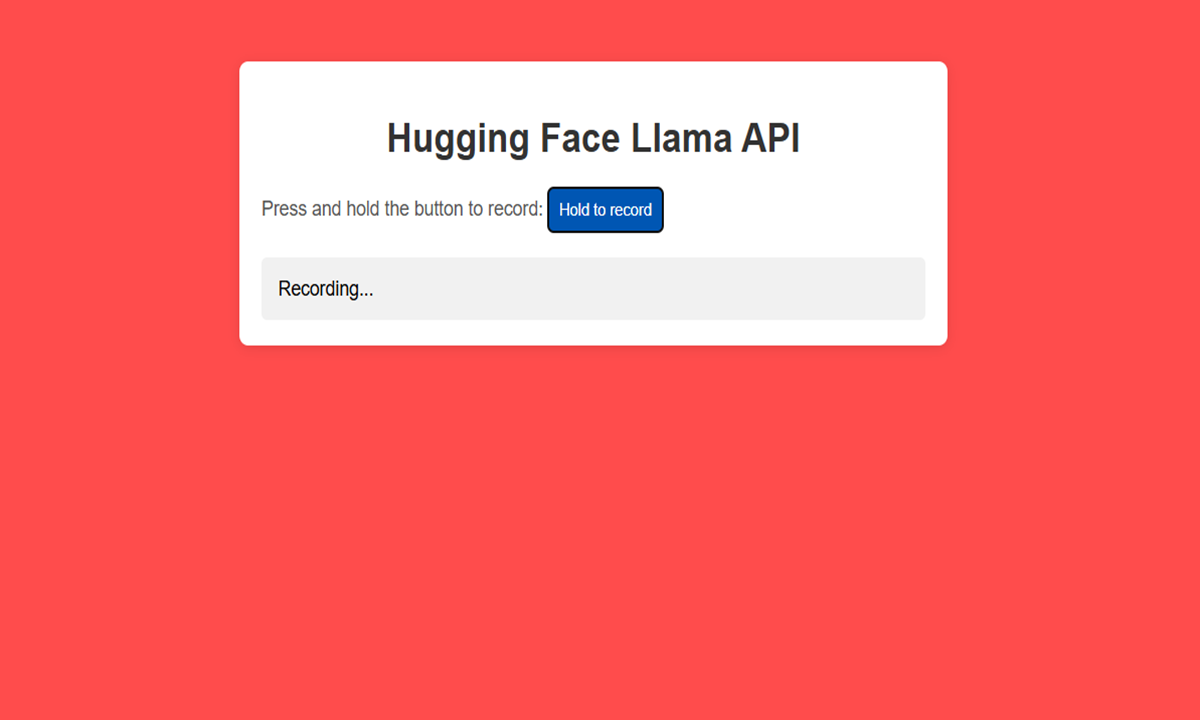 Hugging Face Llama API
Press and hold the button to record: Hold to record
Recording...